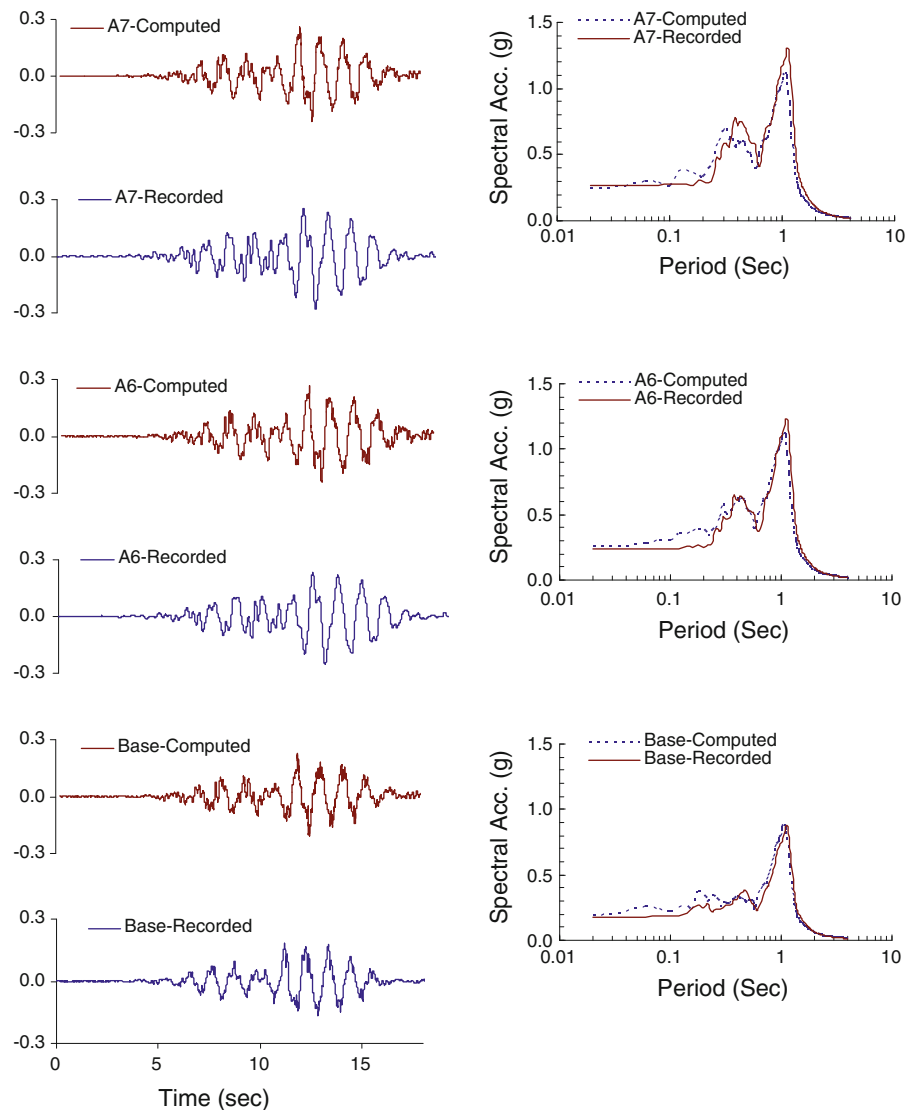 A7-Computed
0.3
0.0
-0.3
A7-Recorded
0.3
0.0
-0.3
A6-Computed
0.3
0.0
-0.3
A6-Recorded
0.3
0.0
-0.3
Base-Computed
0.3
0.0
-0.3
Base-Recorded
0.3
0.0
-0.3
0 5 10 15
Time (sec)
A7-Computed
A7-Recorded
Spectral Acc. (g)
1.5
1.0
0.5
0.0
0.01 0.1 1 10
Period (Sec)
A6-Computed
A6-Recorded
Spectral Acc. (g)
1.5
1.0
0.5
0.0
0.01 0.1 1 10
Period (Sec)
Base-Computed
Base-Recorded
Spectral Acc. (g)
1.5
1.0
0.5
0.0
0.01 0.1 1 10
Period (Sec)